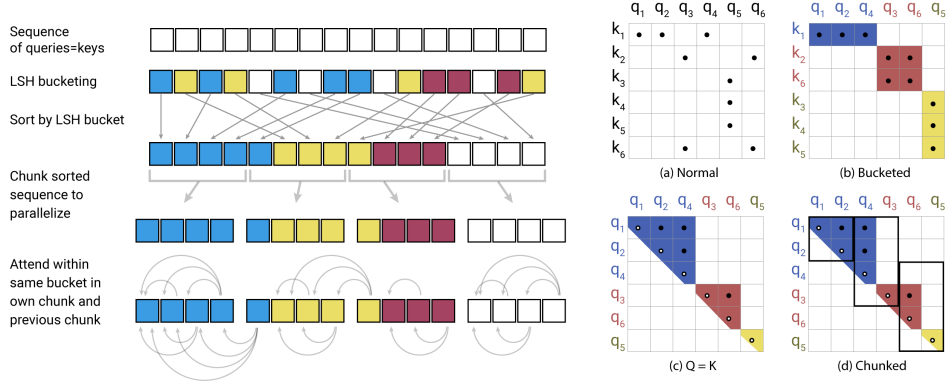 Sequence
of queries=keys
LSH bucketing
Sort by LSH bucket
Chunk sorted
sequence to
parallelize
Attend within
same bucket in
own chunk and
previous chunk
q1 q2 q3 q4 q5 q6
k1
k2
k3
k4
k5
k6
(a) Normal
q1 q2 q4 q3 q6 q5
k1
k2
k6
k3
k4
k5
(b) Bucketed
q1 q2 q4 q3 q6 q5
q1
q2
q4
q3
q6
q5
(c) Q = K
q1 q2 q4 q3 q6 q5
q1
q2
q4
q3
q6
q5
(d) Chunked